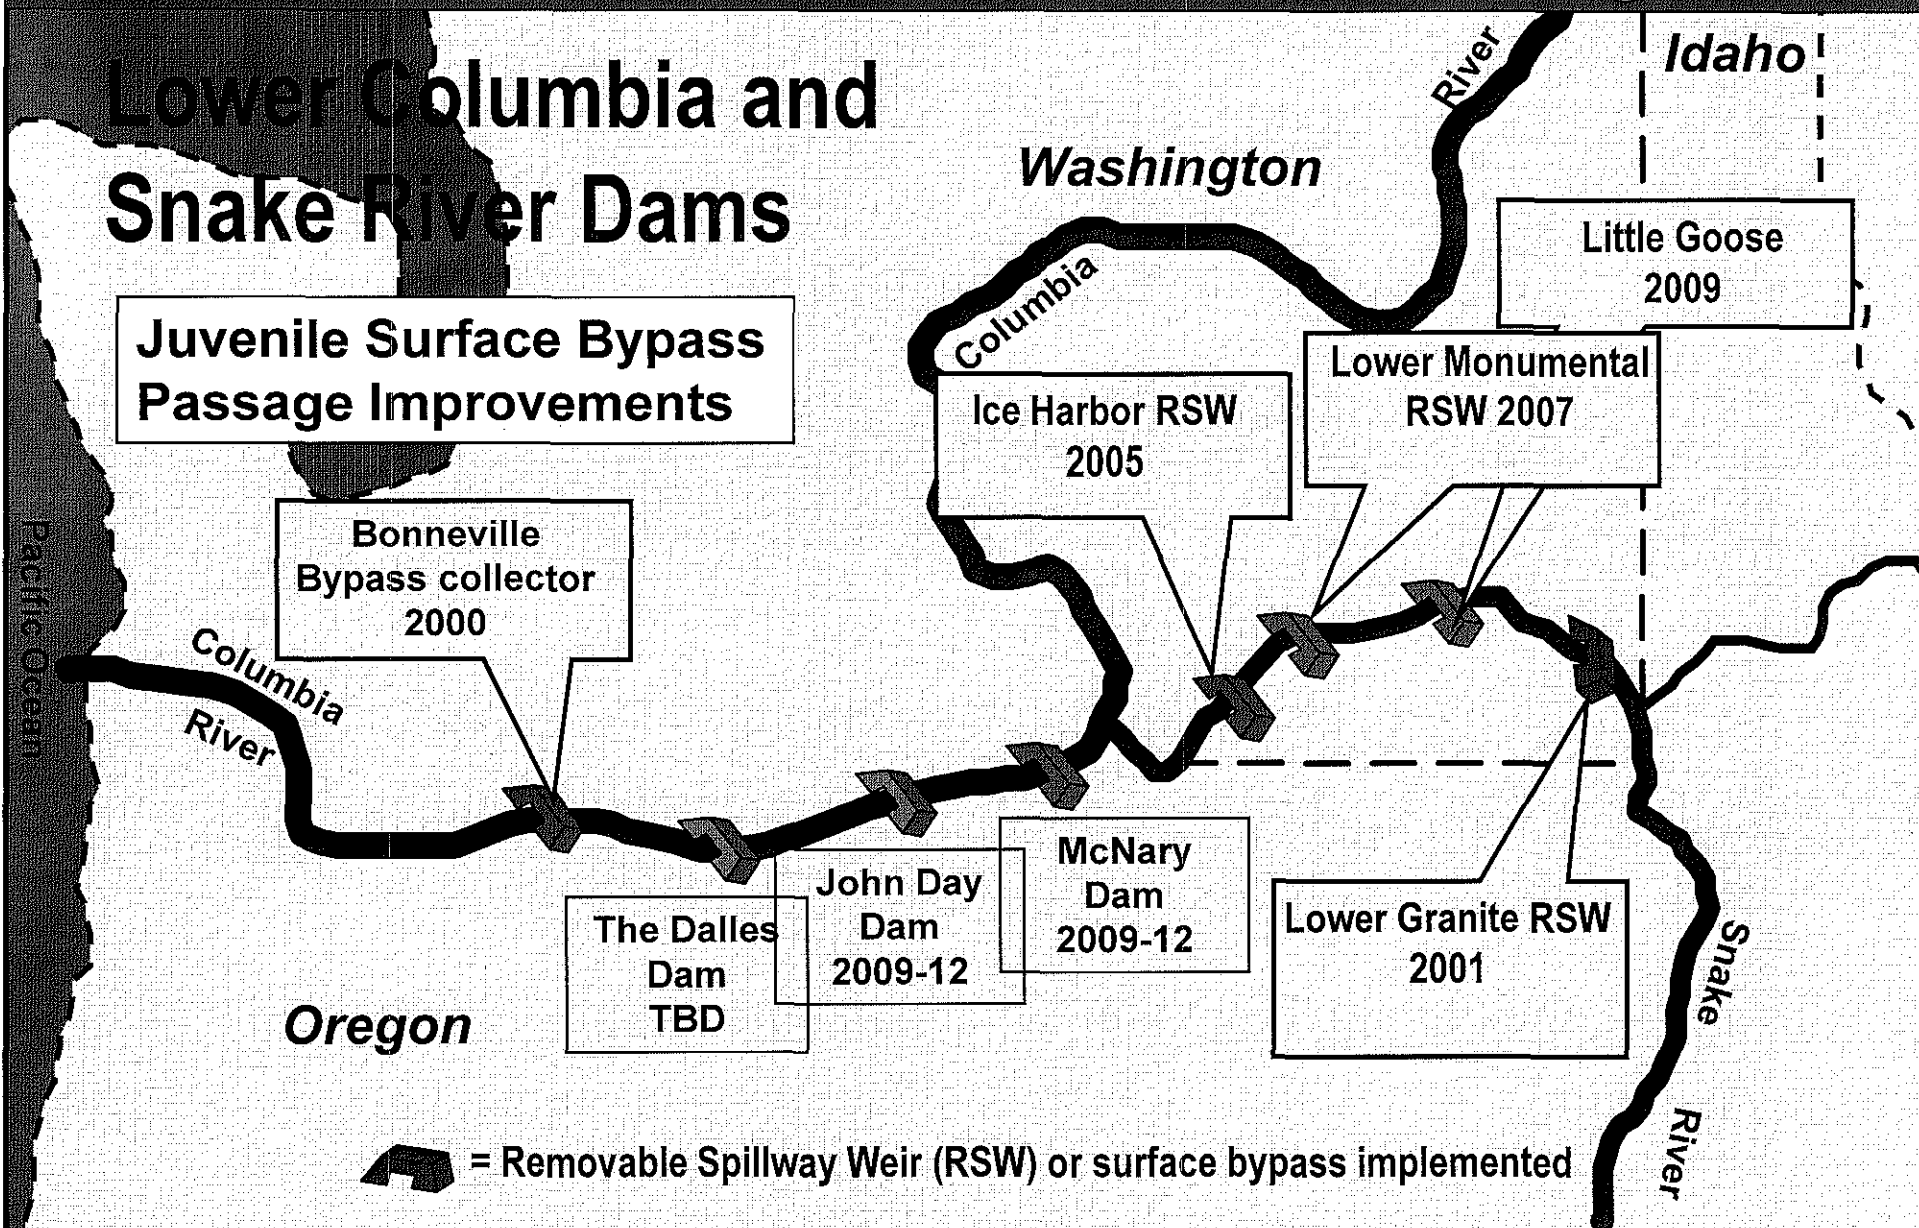 Lower Columbia and
Snake River Dams
Juvenile Surface Bypass
Passage Improvements
Washington
Idaho
River
Columbia
Little Goose
2009
Lower Monumental
RSW 2007
Ice Harbor RSW
2005
Bonneville
Bypass collector
2000
Pacific Ocean
Columbia
River
The Dalles
Dam
TBD
John Day
Dam
2009-12
McNary
Dam
2009-12
Lower Granite RSW
2001
Oregon
Snake
River
= Removable Spillway Weir (RSW) or surface bypass implemented